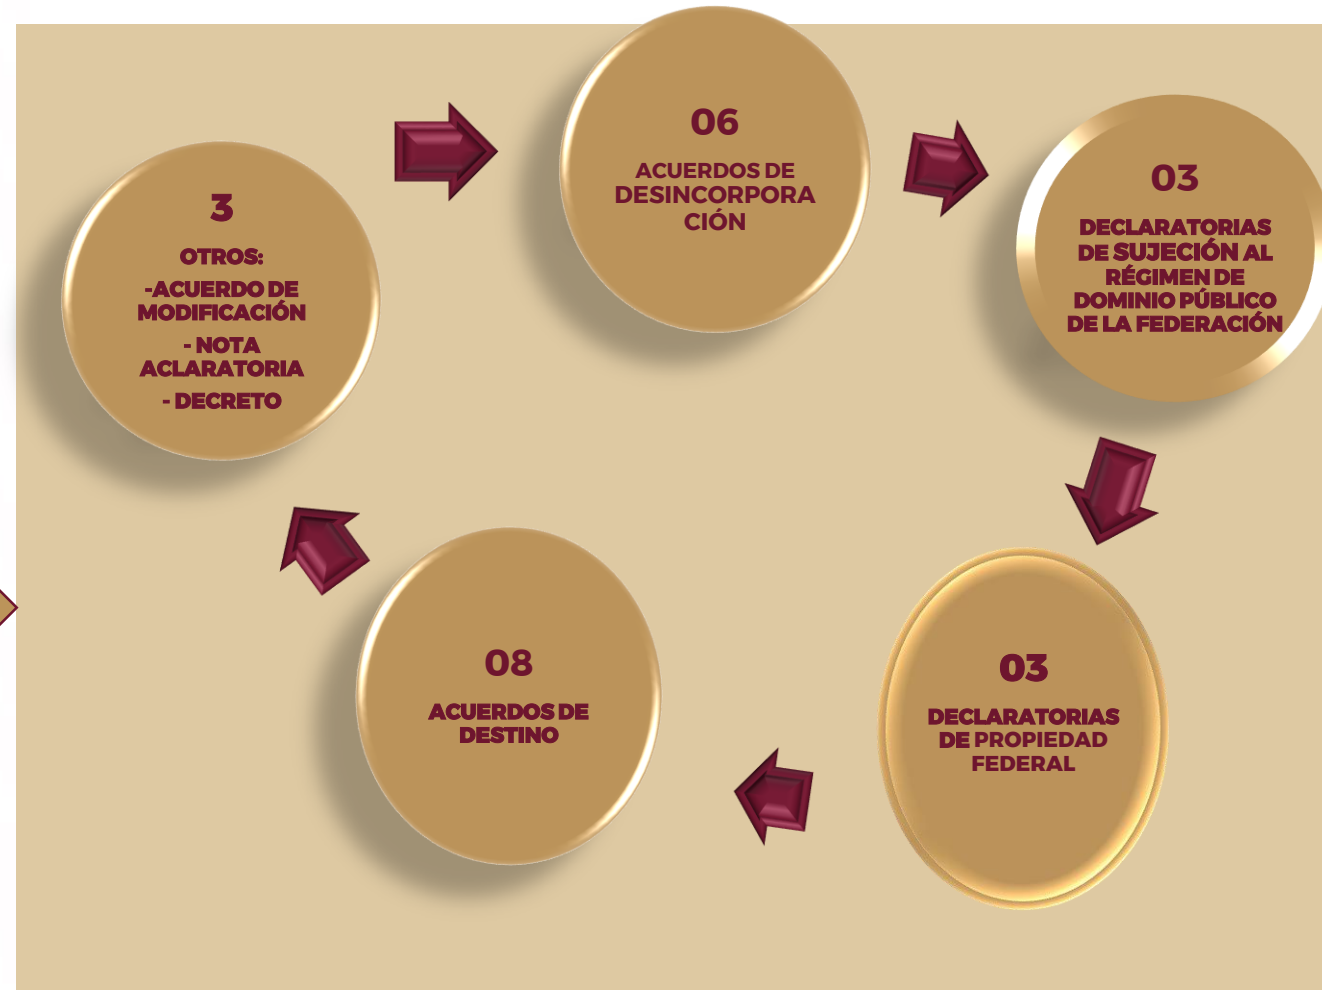 06
ACUERDOS DE
DESINCORPORA
CIÓN
03
DECLARATORIAS
DE SUJECIÓN AL
RÉGIMEN DE
DOMINIO PÚBLICO
DE LA FEDERACIÓN
03
DECLARATORIAS
DE PROPIEDAD
FEDERAL
08
ACUERDOS DE
DESTINO
3
OTROS:
-ACUERDO DE
MODIFICACIÓN
- NOTA
ACLARATORIA
- DECRETO